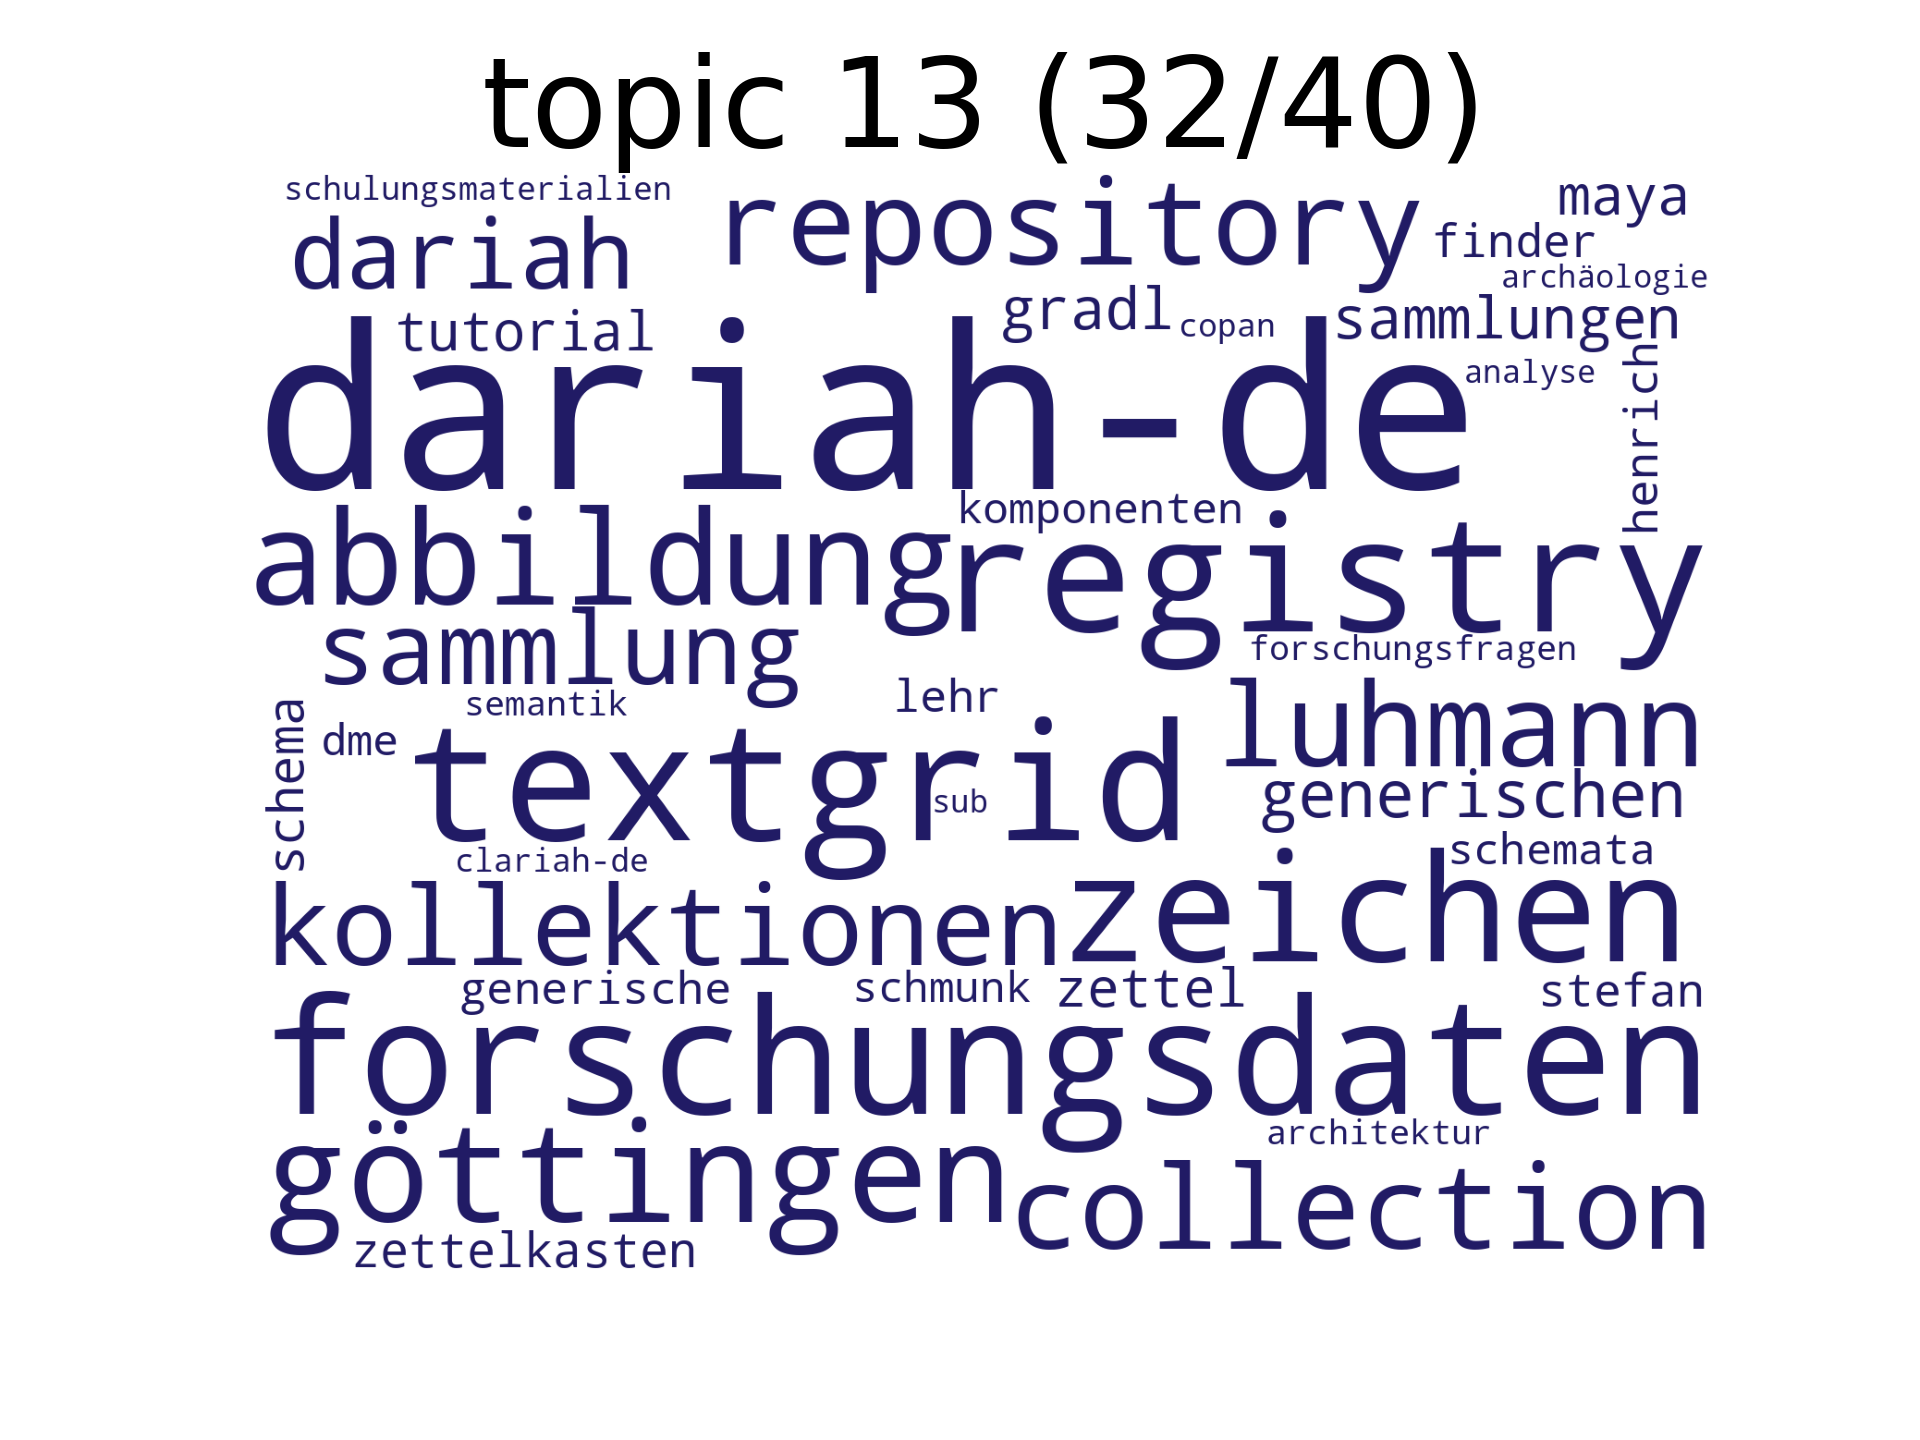 topic 13 (32/40)
schulungsmaterialien
repository
maya
dariah
finder
archäologie
gradl
copan
sammlungen
tutorial
dariah-de
analyse
henrich
abbildung
komponenten
registry
sammlung
forschungsfragen
semantik
lehr
luhmann
schema
dme
textgrid
sub
generischen
clariah-de
schemata
kollektionen
zeichen
generische
schmunk
zettel
stefan
forschungsdaten
göttingen
architektur
collection
zettelkasten